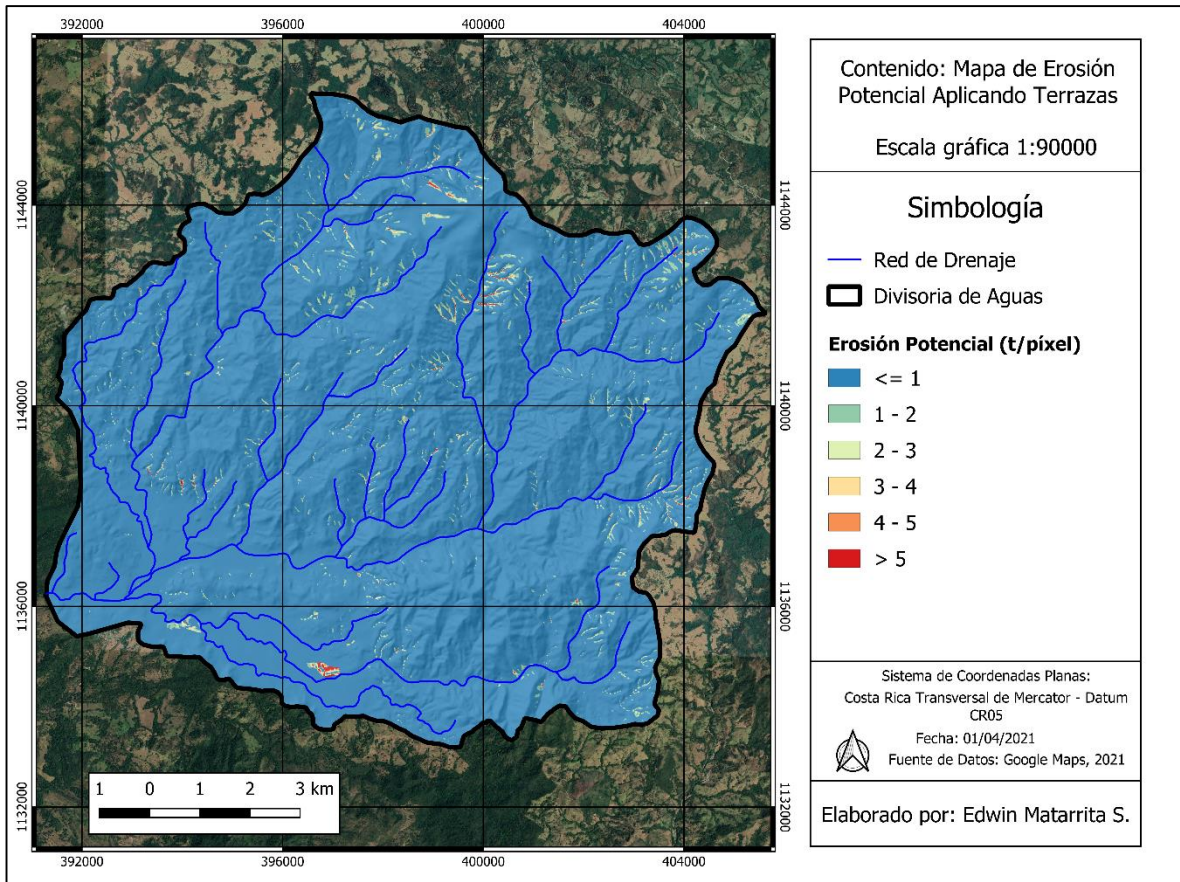 392000
396000
400000
404000
1144000
1144000
1140000
1140000
1136000
1136000
1132000
1132000
392000
396000
400000
404000
1 0 1 2 3 km
Contenido: Mapa de Erosión
Potencial Aplicando Terrazas
Escala gráfica 1:90000
Simbología
Red de Drenaje
Divisoria de Aguas
Erosión Potencial (t/píxel)
<= 1
1 - 2
2 - 3
3 - 4
4 - 5
> 5
Sistema de Coordenadas Planas:
Costa Rica Transversal de Mercator - Datum
CR05
Fecha: 01/04/2021
Fuente de Datos: Google Maps, 2021
Elaborado por: Edwin Matarrita S.